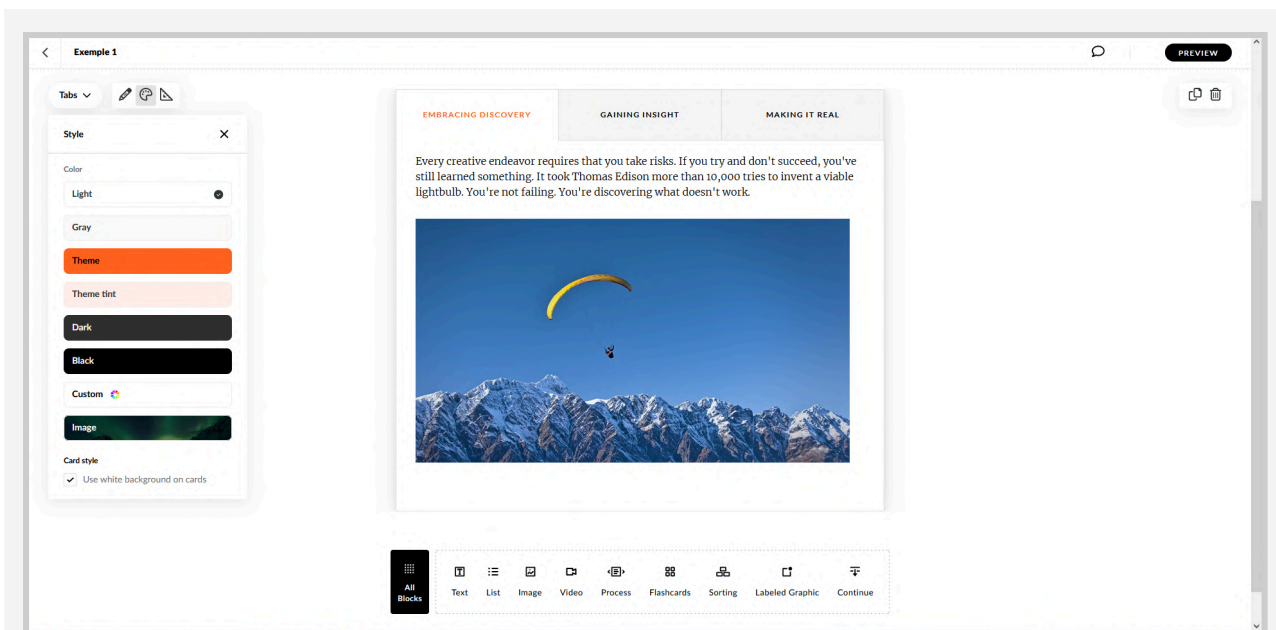 Exemple 1
PREVIEW
Tabs
Style
Color
Light
Gray
Theme
Theme tint
Dark
Black
Custom
Image
Card style
Use white background on cards
EMBRACING DISCOVERY
GAINING INSIGHT
MAKING IT REAL
Every creative endeavor requires that you take risks. If you try and don't succeed, you've
still learned something. It took Thomas Edison more than 10,000 tries to invent a viable
lightbulb. You're not failing. You're discovering what doesn't work.
All
Blocks
Text
List
Image
Video
Process
Flashcards
Sorting
Labeled Graphic
Continue